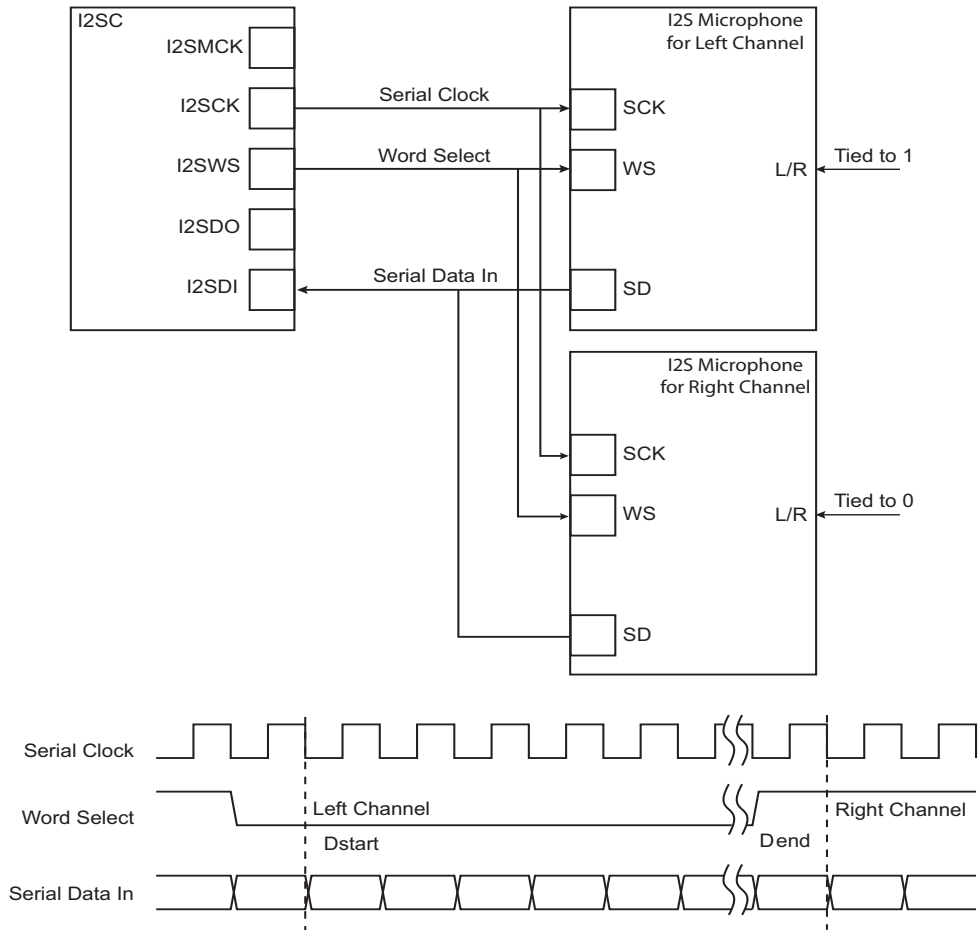 I2SC
I2SMCK
I2SCK
I2SWS
I2SDO
I2SDI
Serial Clock
Word Select
Serial Data In
I2S Microphone
for Left Channel
SCK
WS
SD
L/R
Tied to 1
I2S Microphone
for Right Channel
SCK
WS
SD
L/R
Tied to 0
Serial Clock
Word Select
Left Channel
Right Channel
Dstart
Dend
Serial Data In